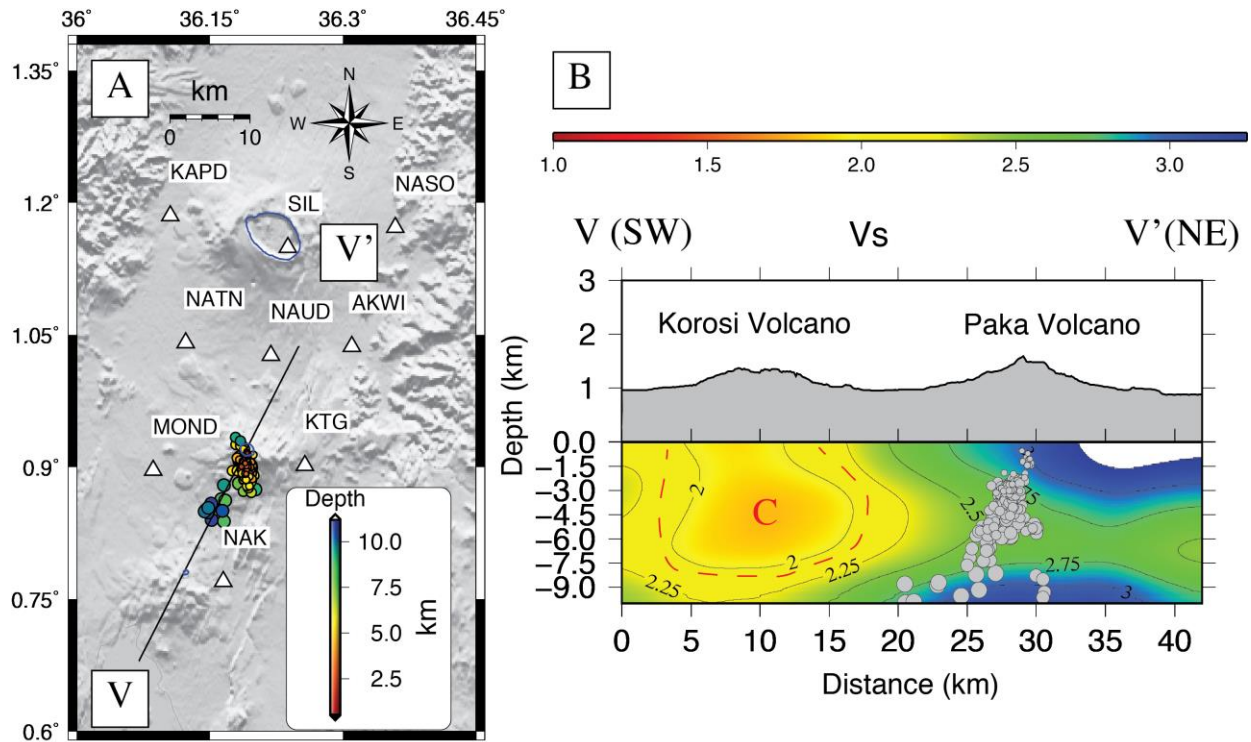 36° 36.15° 36.3° 36.45°
1.35°
1.2°
1.05°
0.9°
0.75°
0.6°
A
km
0 10
N
W E
S
KAPD
NASO
SIL
V'
NATN
NAUD
AKWI
MOND
KTG
NAK
V
Depth
10.0
7.5
5.0
2.5
km
B
1.0 1.5 2.0 2.5 3.0
V (SW) Vs V'(NE)
3
2
1
0.0
−1.5
−3.0
−4.5
−6.0
−7.5
−9.0
Depth (km)
Korosi Volcano Paka Volcano
2
C
2
2.25
2.25
2.5
2.75
3
0 5 10 15 20 25 30 35 40
Distance (km)